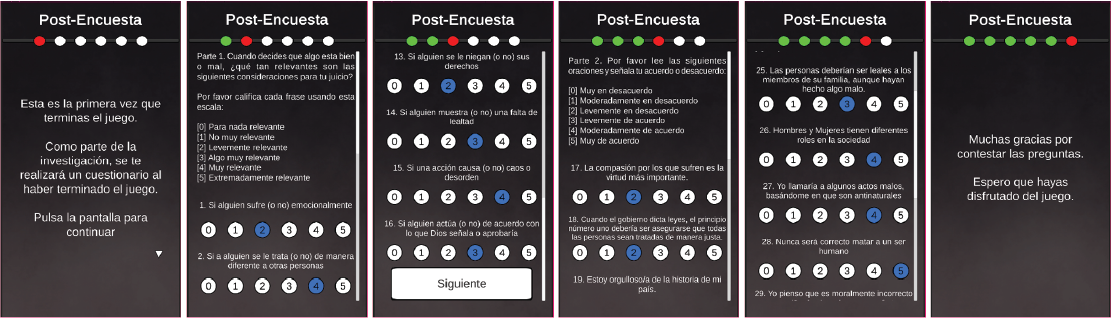 Post-Encuesta
Esta es la primera vez que
terminas el juego.
Como parte de la
investigación, se te
realizará un cuestionario al
haber terminado el juego.
Pulsa la pantalla para
continuar
Post-Encuesta
Parte 1. Cuando decides que algo esta bien
o mal, ¿qué tan relevantes son las
siguientes consideraciones para tu juicio?
Por favor califica cada frase usando esta
escala:
[0] Para nada relevante
[1] No muy relevante
[2] Levemente relevante
[3] Algo muy relevante
[4] Muy relevante
[5] Extremadamente relevante
1. Si alguien sufre (o no) emocionalmente
0 1 2 3 4 5
2. Si a alguien se le trata (o no) de manera
diferente a otras personas
0 1 2 3 4 5
Post-Encuesta
13. Si alguien se le niegan (o no) sus
derechos
0 1 2 3 4 5
14. Si alguien muestra (o no) una falta de
lealtad
0 1 2 3 4 5
15. Si una acción causa (o no) caos o
desorden
0 1 2 3 4 5
16. Si alguien actúa (o no) de acuerdo con
lo que Dios señala o aprobaría
0 1 2 3 4 5
Siguiente
Post-Encuesta
Parte 2. Por favor lee las siguientes
oraciones y señala tu acuerdo o desacuerdo:
[0] Muy en desacuerdo
[1] Moderadamente en desacuerdo
[2] Levemente en desacuerdo
[3] Levemente de acuerdo
[4] Moderadamente de acuerdo
[5] Muy de acuerdo
17. La compasión por los que sufren es la
virtud más importante,
0 1 2 3 4 5
18. Cuando el gobierno dicta leyes, el principio
número uno debería ser asegurarse que todas
las personas sean tratadas de manera justa.
0 1 2 3 4 5
19. Estoy orgulloso/a de la historia de mi
país.
Post-Encuesta
25. Las personas deberían ser leales a los
miembros de su familia, aunque hayan
hecho algo malo.
0 1 2 3 4 5
26. Hombres y Mujeres tienen diferentes
roles en la sociedad
0 1 2 3 4 5
27. Yo llamaría a algunos actos malos,
basándome en que son antinaturales
0 1 2 3 4 5
28. Nunca será correcto matar a un ser
humano
0 1 2 3 4 5
29. Yo pienso que es moralmente incorrecto
Post-Encuesta
Muchas gracias por
contestar las preguntas.
Espero que hayas
disfrutado del juego.